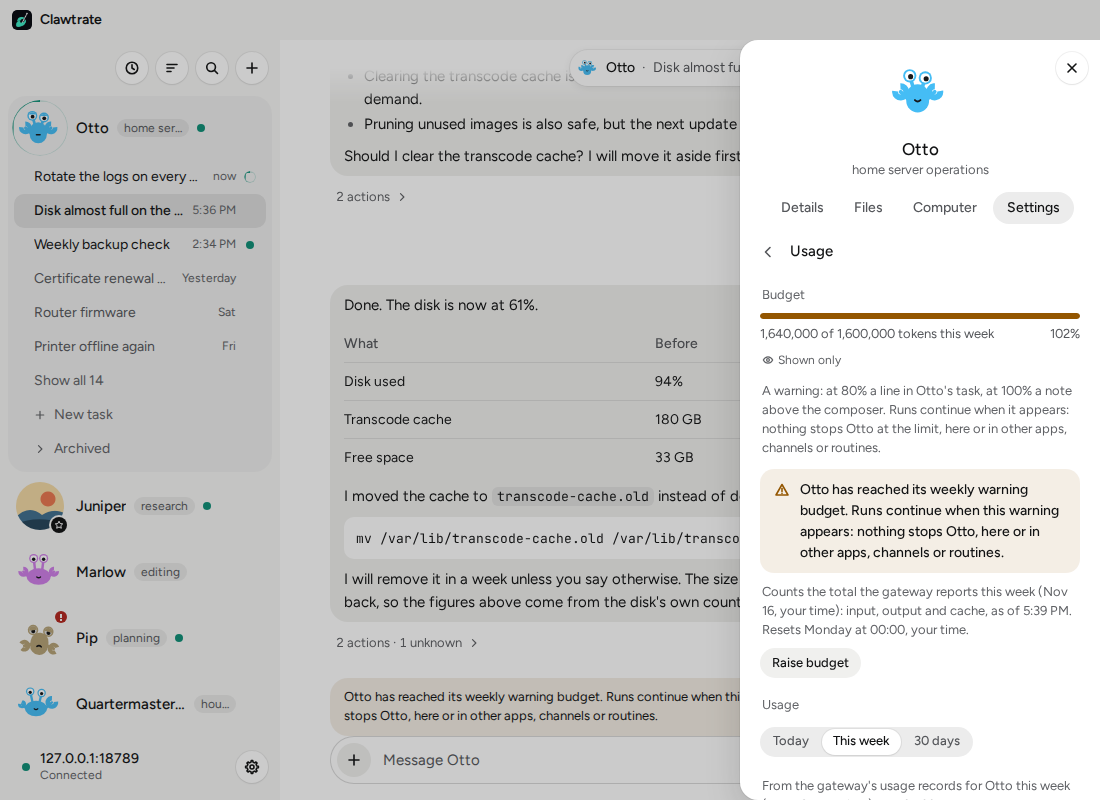 Clawtrate
Otto
home ser...
Rotate the logs on every ...
now
Disk almost full on the ...
5:36 PM
Weekly backup check
2:34 PM
Certificate renewal ...
Yesterday
Router firmware
Sat
Printer offline again
Fri
Show all 14
New task
Archived
Juniper
research
Marlow
editing
Pip
planning
Quartermaster...
hou...
127.0.0.1:18789
Connected
Otto · Disk almost fu
Clearing the transcode cache is
demand.
Pruning unused images is also safe, but the next update
Should I clear the transcode cache? I will move it aside first
2 actions
Done. The disk is now at 61%.
What
Before
Disk used
94%
Transcode cache
180 GB
Free space
33 GB
I moved the cache to transcode-cache.old instead of d
mv /var/lib/transcode-cache.old /var/lib/transco
I will remove it in a week unless you say otherwise. The size
back, so the figures above come from the disk's own count
2 actions · 1 unknown
Otto has reached its weekly warning budget. Runs continue when thi
stops Otto, here or in other apps, channels or routines.
Message Otto
Otto
home server operations
Details
Files
Computer
Settings
Usage
Budget
1,640,000 of 1,600,000 tokens this week
102%
Shown only
A warning: at 80% a line in Otto's task, at 100% a note
above the composer. Runs continue when it appears:
nothing stops Otto at the limit, here or in other apps,
channels or routines.
Otto has reached its weekly warning
budget. Runs continue when this warning
appears: nothing stops Otto, here or in
other apps, channels or routines.
Counts the total the gateway reports this week (Nov
16, your time): input, output and cache, as of 5:39 PM.
Resets Monday at 00:00, your time.
Raise budget
Usage
Today
This week
30 days
From the gateway's usage records for Otto this week